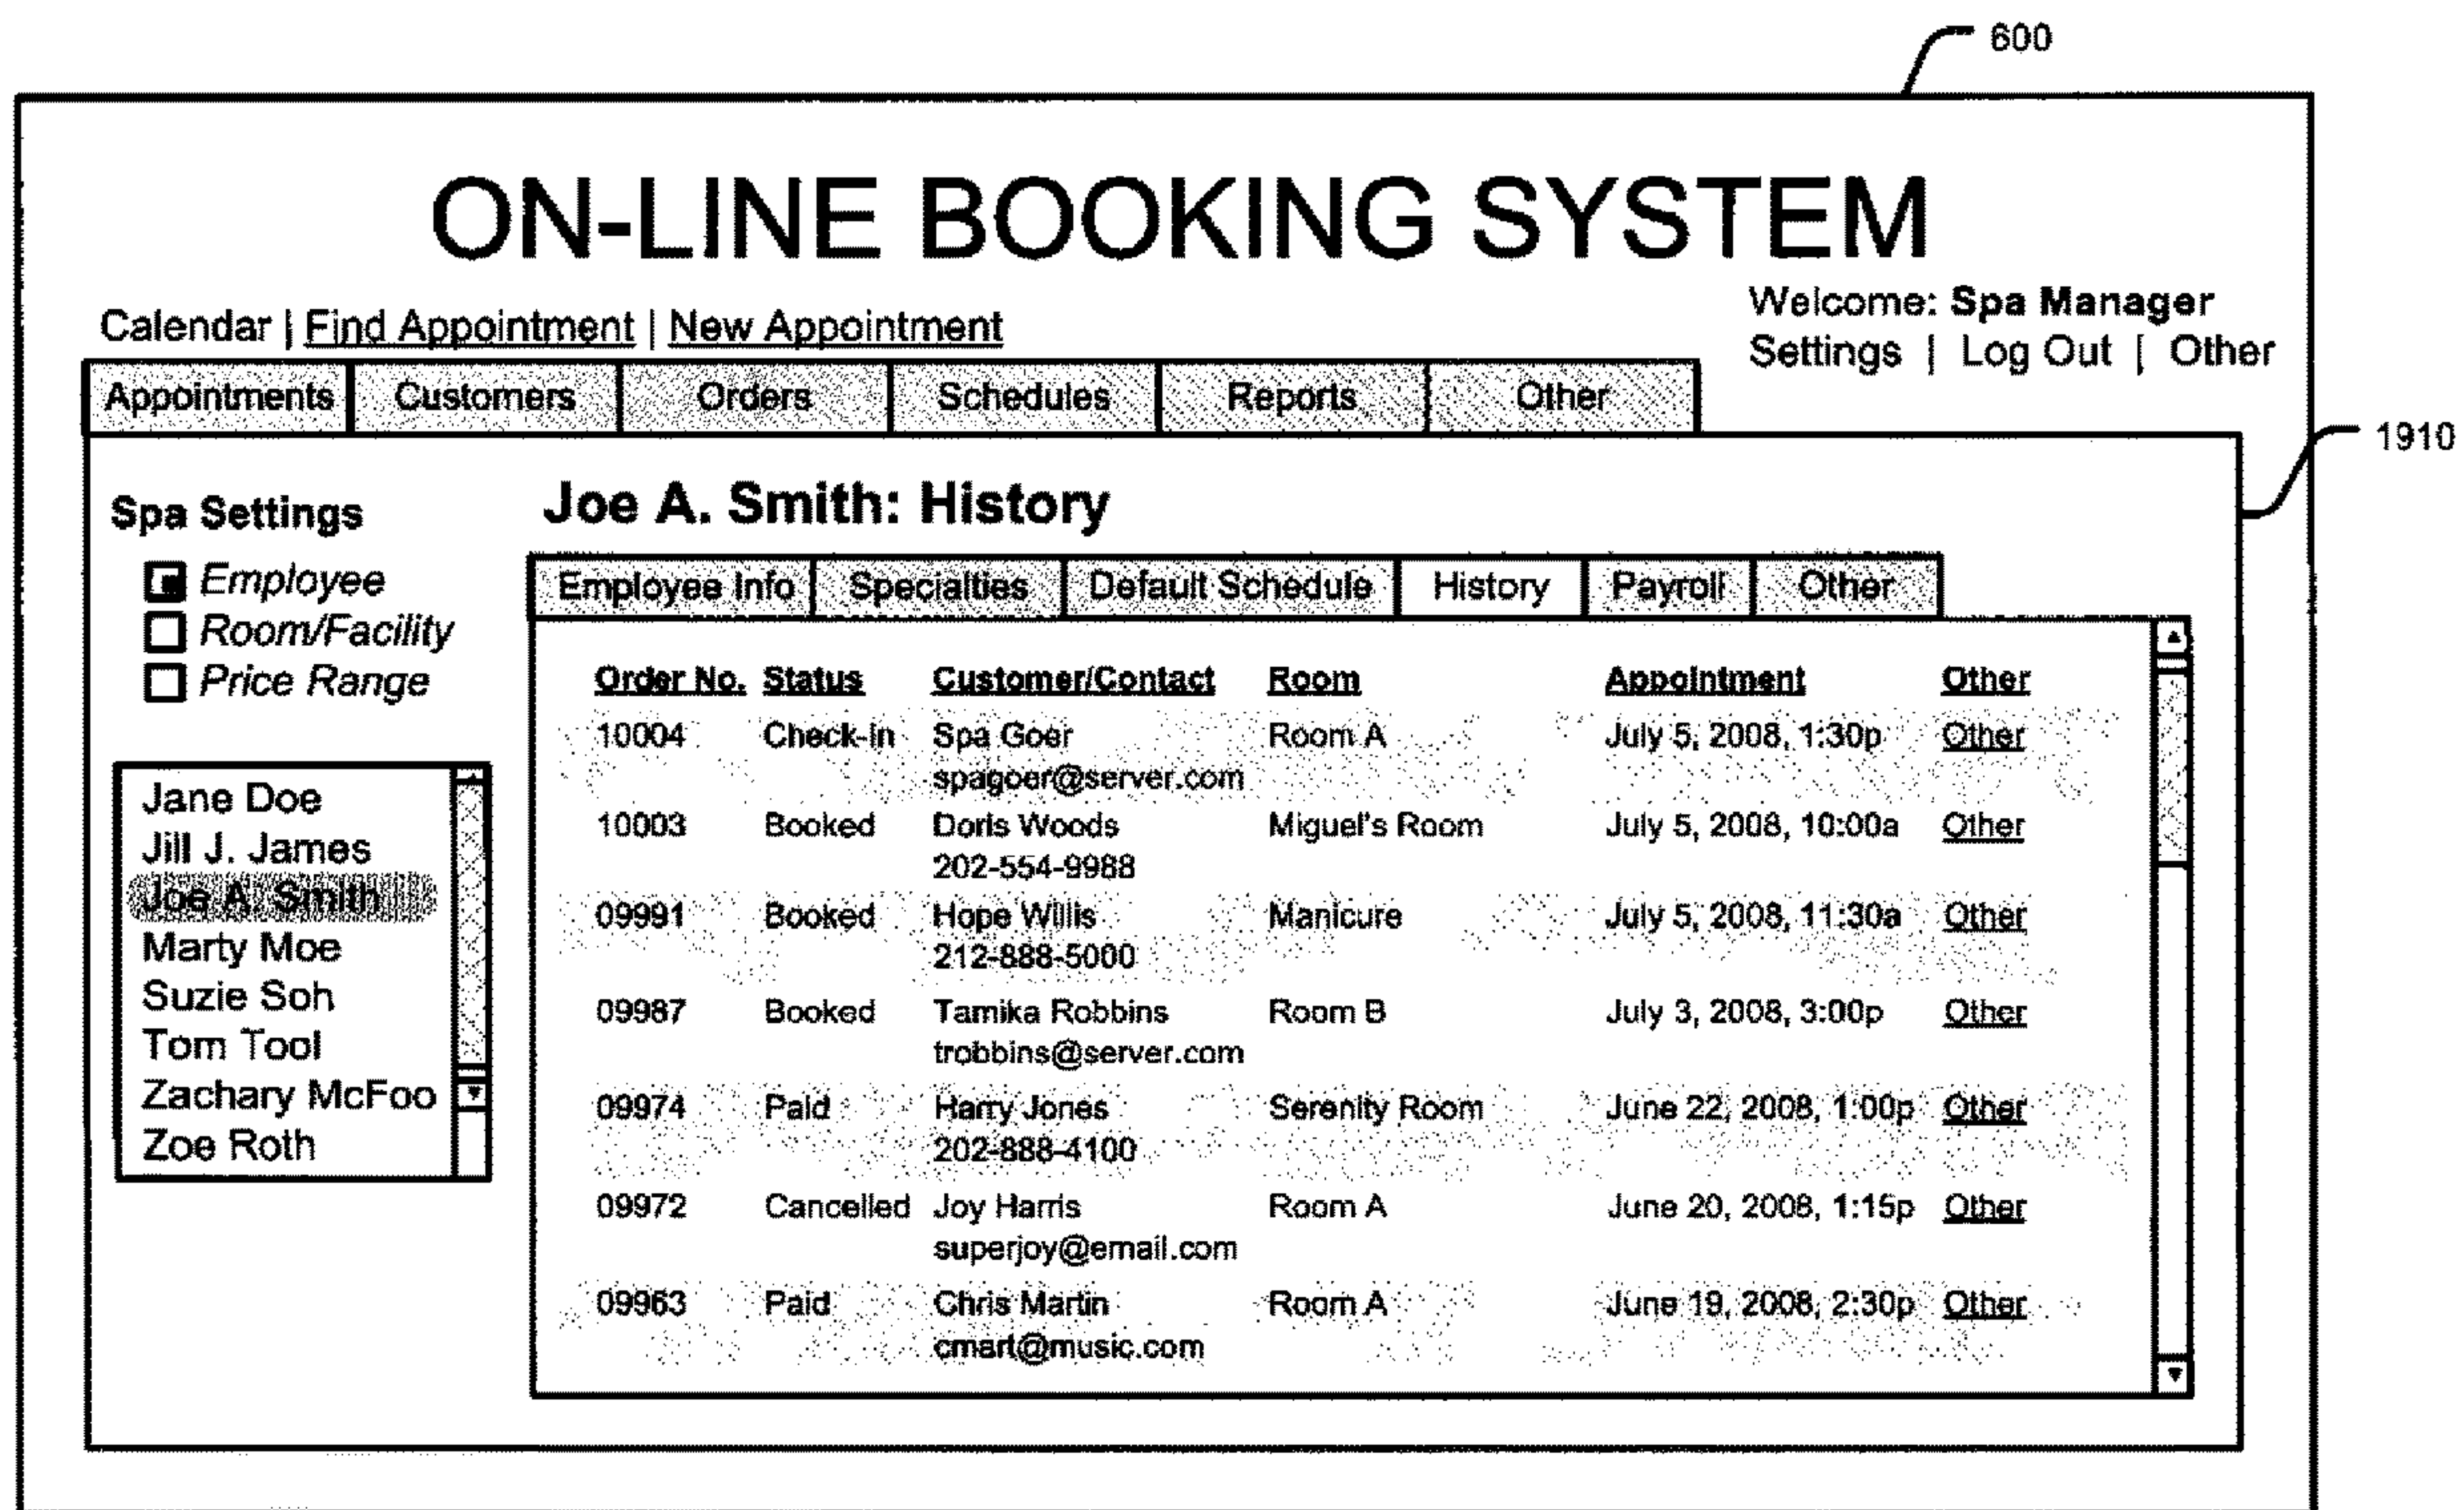 600
ON-LINE BOOKING SYSTEM
Welcome: Spa Manager
Calendar | Find Appointment | New Appointment
Settings | Log Out | Other
Appointments Customers Orders Schedules Reports Other
1910
Spa Settings
Employee
Room/Facility
Price Range
Jane Doe
Jill J. James
Joe A. Smith
Marty Moe
Suzie Soh
Tom Tool
Zachary McFoo
Zoe Roth
Joe A. Smith: History
Employee Info Specialties Default Schedule History Payroll Other
Order No. Status Customer/Contact Room Appointment Other
10004 Check-in Spa Goer Room A July 5, 2008, 1:30p Other
spagoer@server.com
10003 Booked Doris Woods Miguel's Room July 5, 2008, 10:00a Other
202-554-9988
09991 Booked Hope Willis Manicure July 5, 2008, 11:30a Other
212-888-5000
09987 Booked Tamika Robbins Room B July 3, 2008, 3:00p Other
trobbins@server.com
09974 Paid Harry Jones Serenity Room June 22, 2008, 1:00p Other
202-888-4100
09972 Cancelled Joy Harris Room A June 20, 2008, 1:15p Other
superjoy@email.com
09963 Paid Chris Martin Room A June 19, 2008, 2:30p Other
cmart@music.com